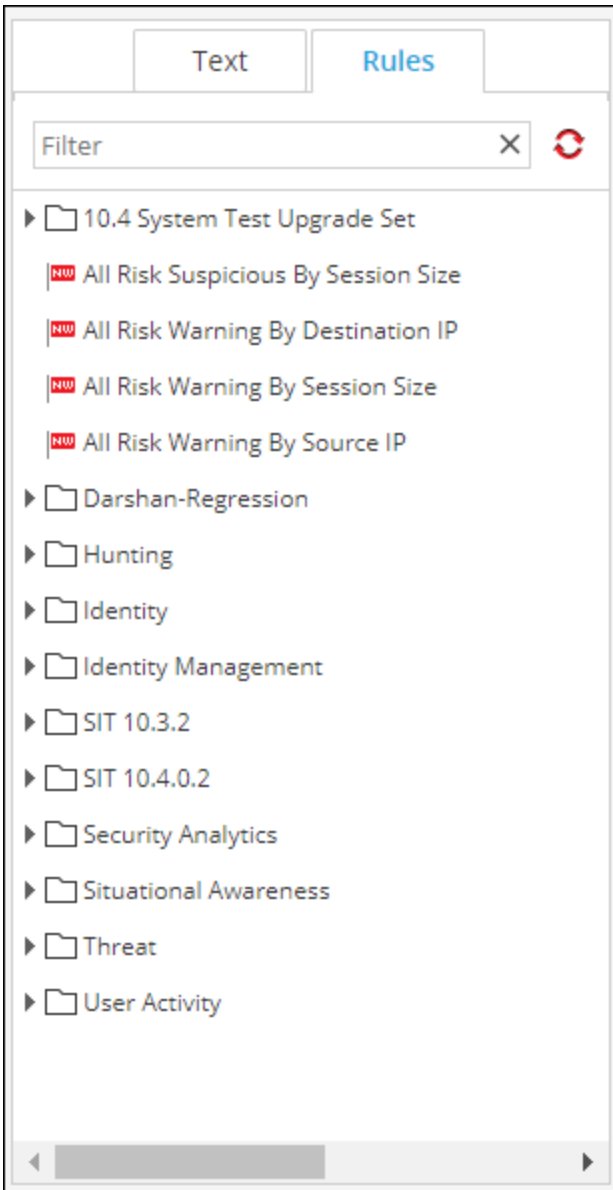 Text Rules
Filter
10.4 System Test Upgrade Set
NW All Risk Suspicious By Session Size
NW All Risk Warning By Destination IP
NW All Risk Warning By Session Size
NW All Risk Warning By Source IP
Darshan-Regression
Hunting
Identity
Identity Management
SIT 10.3.2
SIT 10.4.0.2
Security Analytics
Situational Awareness
Threat
User Activity